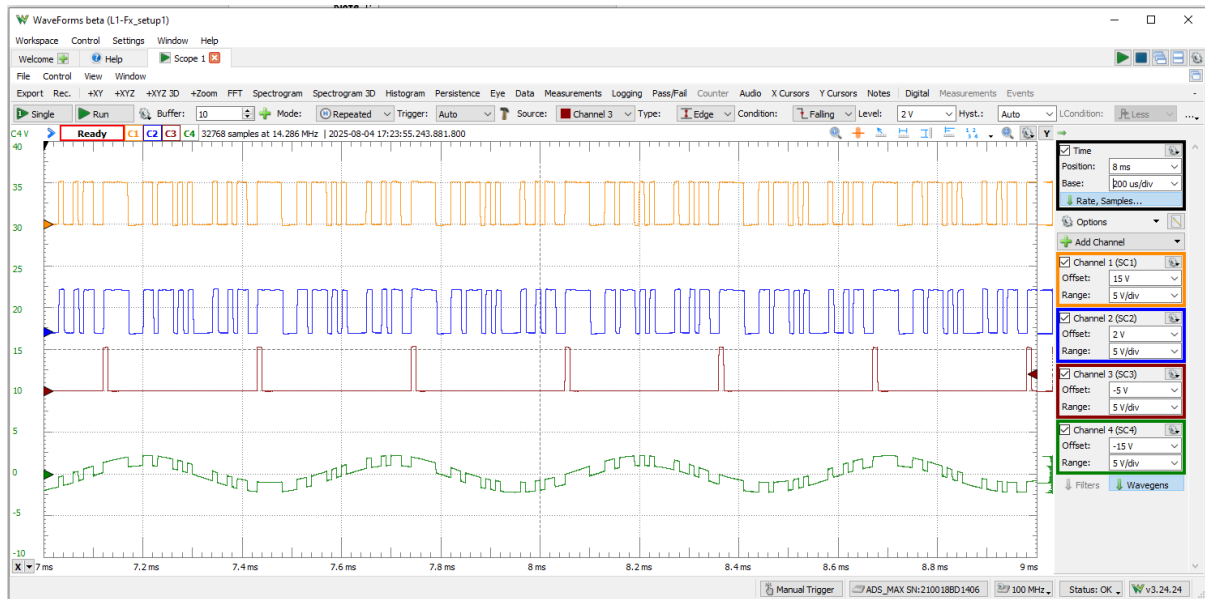 WaveForms beta (L1-Fx_setup1)
Workspace Control Settings Window Help
Welcome Help Scope 1
File Control View Window
Export Rec. +XY +XYZ +XYZ 3D +Zoom FFT Spectrogram Spectrogram 3D Histogram Persistence Eye Data Measurements Logging Pass/Fail Counter Audio X Cursors Y Cursors Notes Digital Measurements Events -
Single Run Buffer: 10 Mode: Repeated Trigger: Auto Source: Channel 3 Type: Edge Condition: Falling Level: 2 V Hyst.: Auto LCondition: Less ...
C4 V Ready C1 C2 C3 C4 32768 samples at 14.286 MHz | 2025-08-04 17:23:55.243.881.800 Y
40
35
30
25
20
15
10
5
0
-5
-10
X 7 ms 7.2 ms 7.4 ms 7.6 ms 7.8 ms 8 ms 8.2 ms 8.4 ms 8.6 ms 8.8 ms 9 ms
Time
Position: 8 ms
Base: 200 us/div
Rate, Samples...
Options
Add Channel
Channel 1 (SC1)
Offset: 15 V
Range: 5 V/div
Channel 2 (SC2)
Offset: 2 V
Range: 5 V/div
Channel 3 (SC3)
Offset: -5 V
Range: 5 V/div
Channel 4 (SC4)
Offset: -15 V
Range: 5 V/div
Filters Wavegens
Manual Trigger ADS_MAX SN:210018BD1406 100 MHz Status: OK v3.24.24